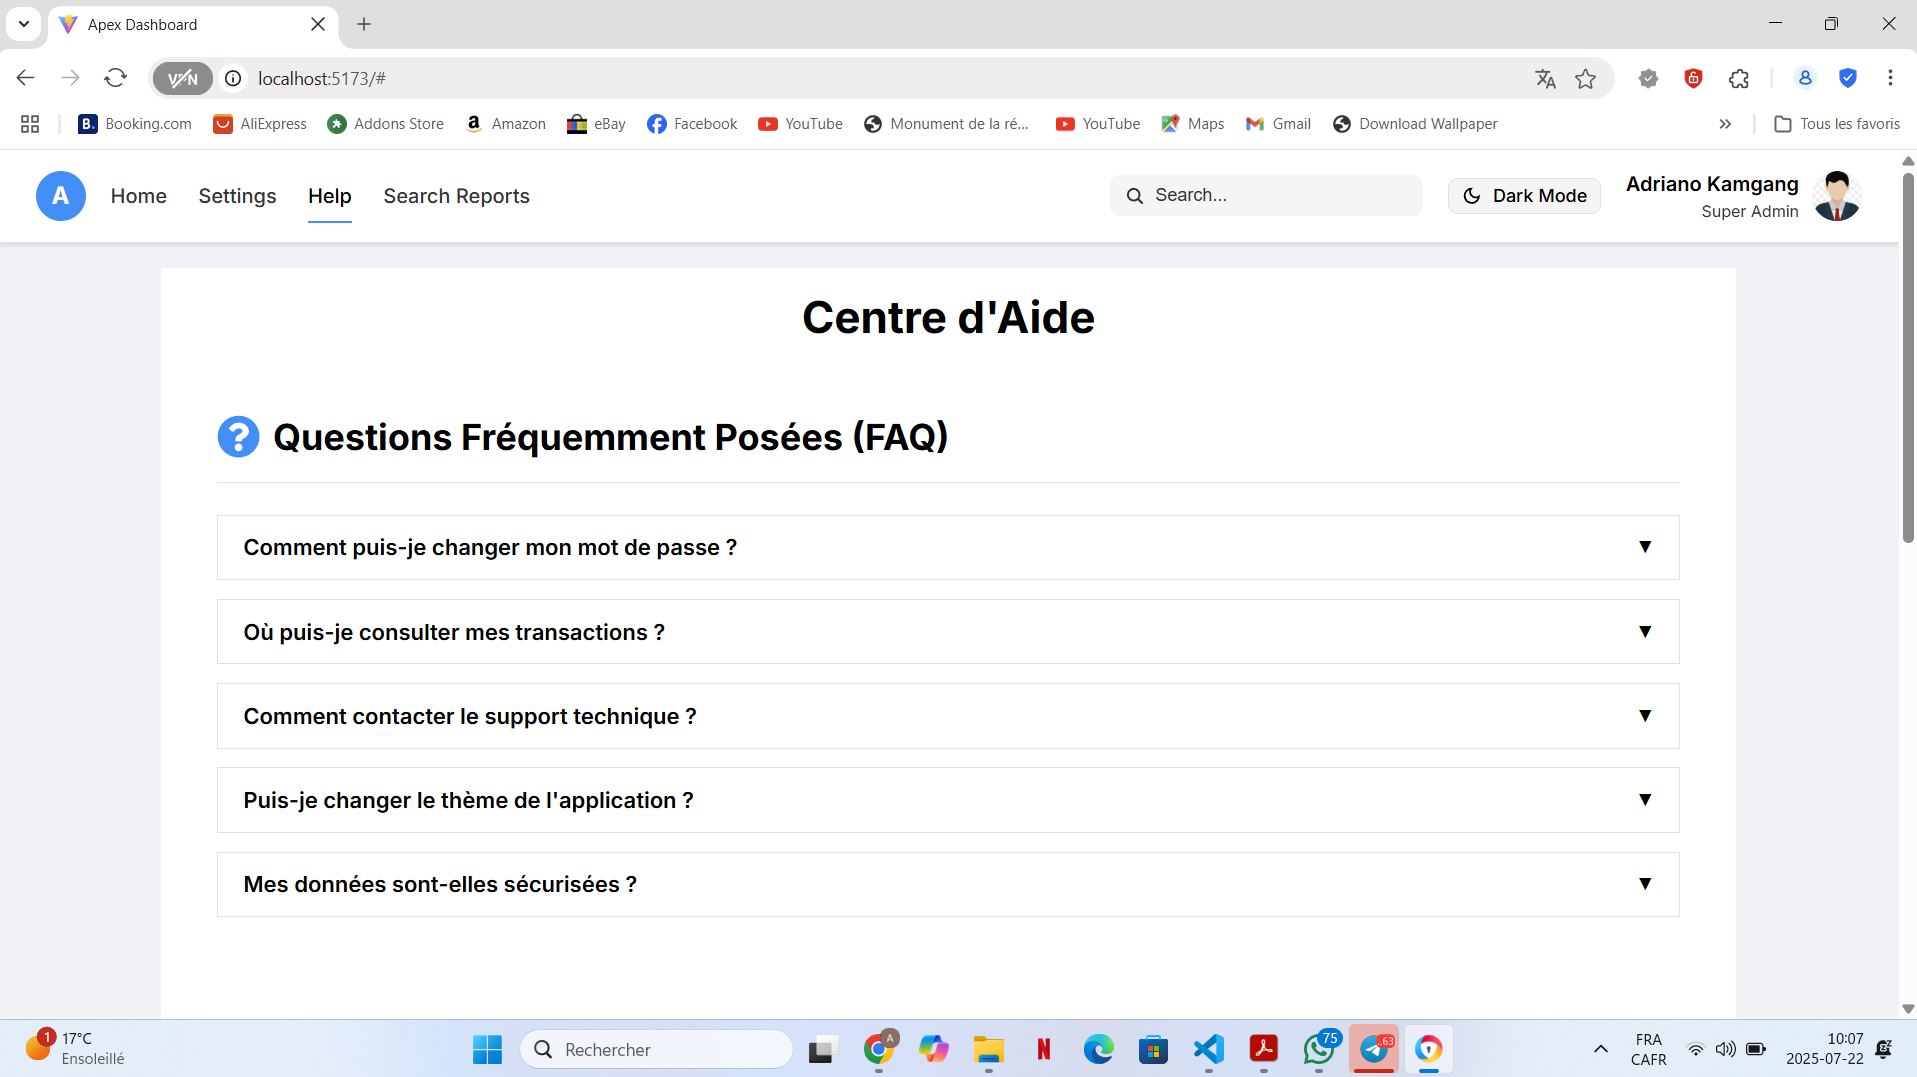 Apex Dashboard
VPN
localhost:5173/#
B. Booking.com
AliExpress
Addons Store
a Amazon
eBay
Facebook
YouTube
Monument de la ré...
YouTube
Maps
Gmail
Download Wallpaper
Tous les favoris
A
Home
Settings
Help
Search Reports
Search...
Dark Mode
Adriano Kamgang
Super Admin
Centre d'Aide
? Questions Fréquemment Posées (FAQ)
Comment puis-je changer mon mot de passe ?
Où puis-je consulter mes transactions ?
Comment contacter le support technique ?
Puis-je changer le thème de l'application ?
Mes données sont-elles sécurisées ?
1
17°C
Ensoleillé
Rechercher
A
N
75
..63
FRA
CAFR
10:07
2025-07-22